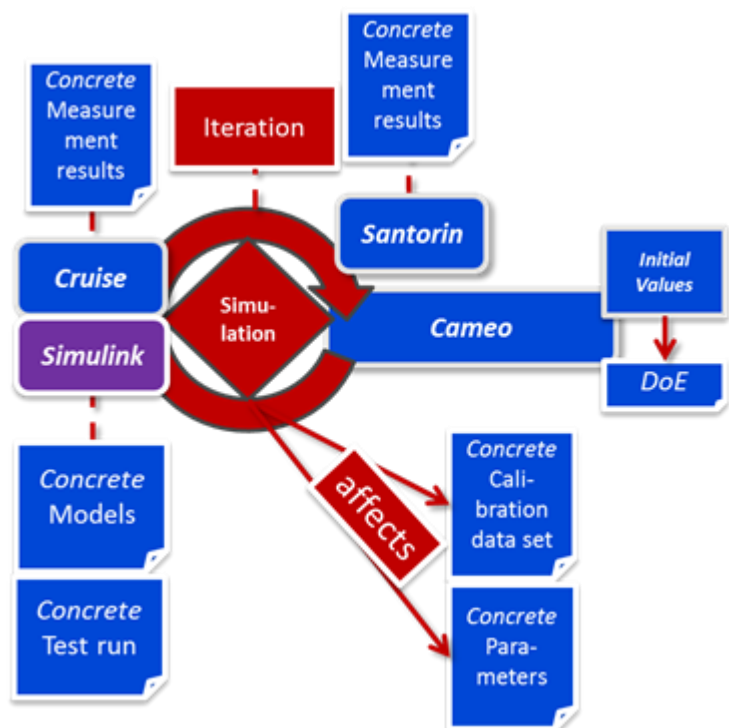 Concrete
Measure
ment
results
Iteration
Concrete
Measure
ment
results
Cruise
Santorin
Initial
Values
Simulink
Simu-
lation
Cameo
DoE
Concrete
Models
affects
Concrete
Cali-
bration
data set
Concrete
Test run
Concrete
Para-
meters